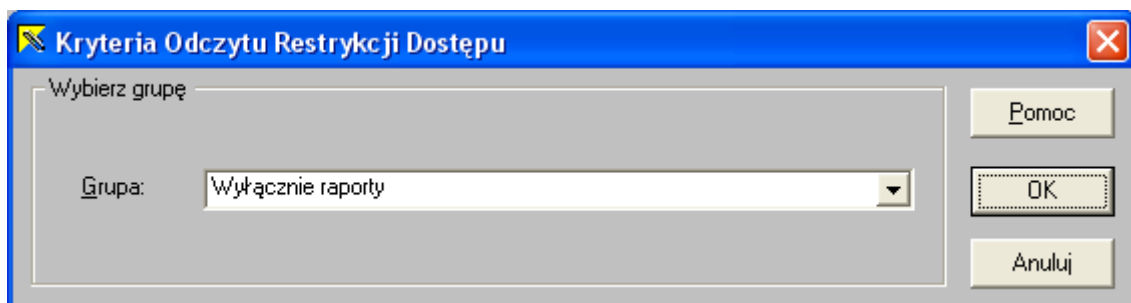 Kryteria Odczytu Restrykcji Dostępu
Wybierz grupę
Pomoc
Grupa: Wyłącznie raporty
OK
Anuluj